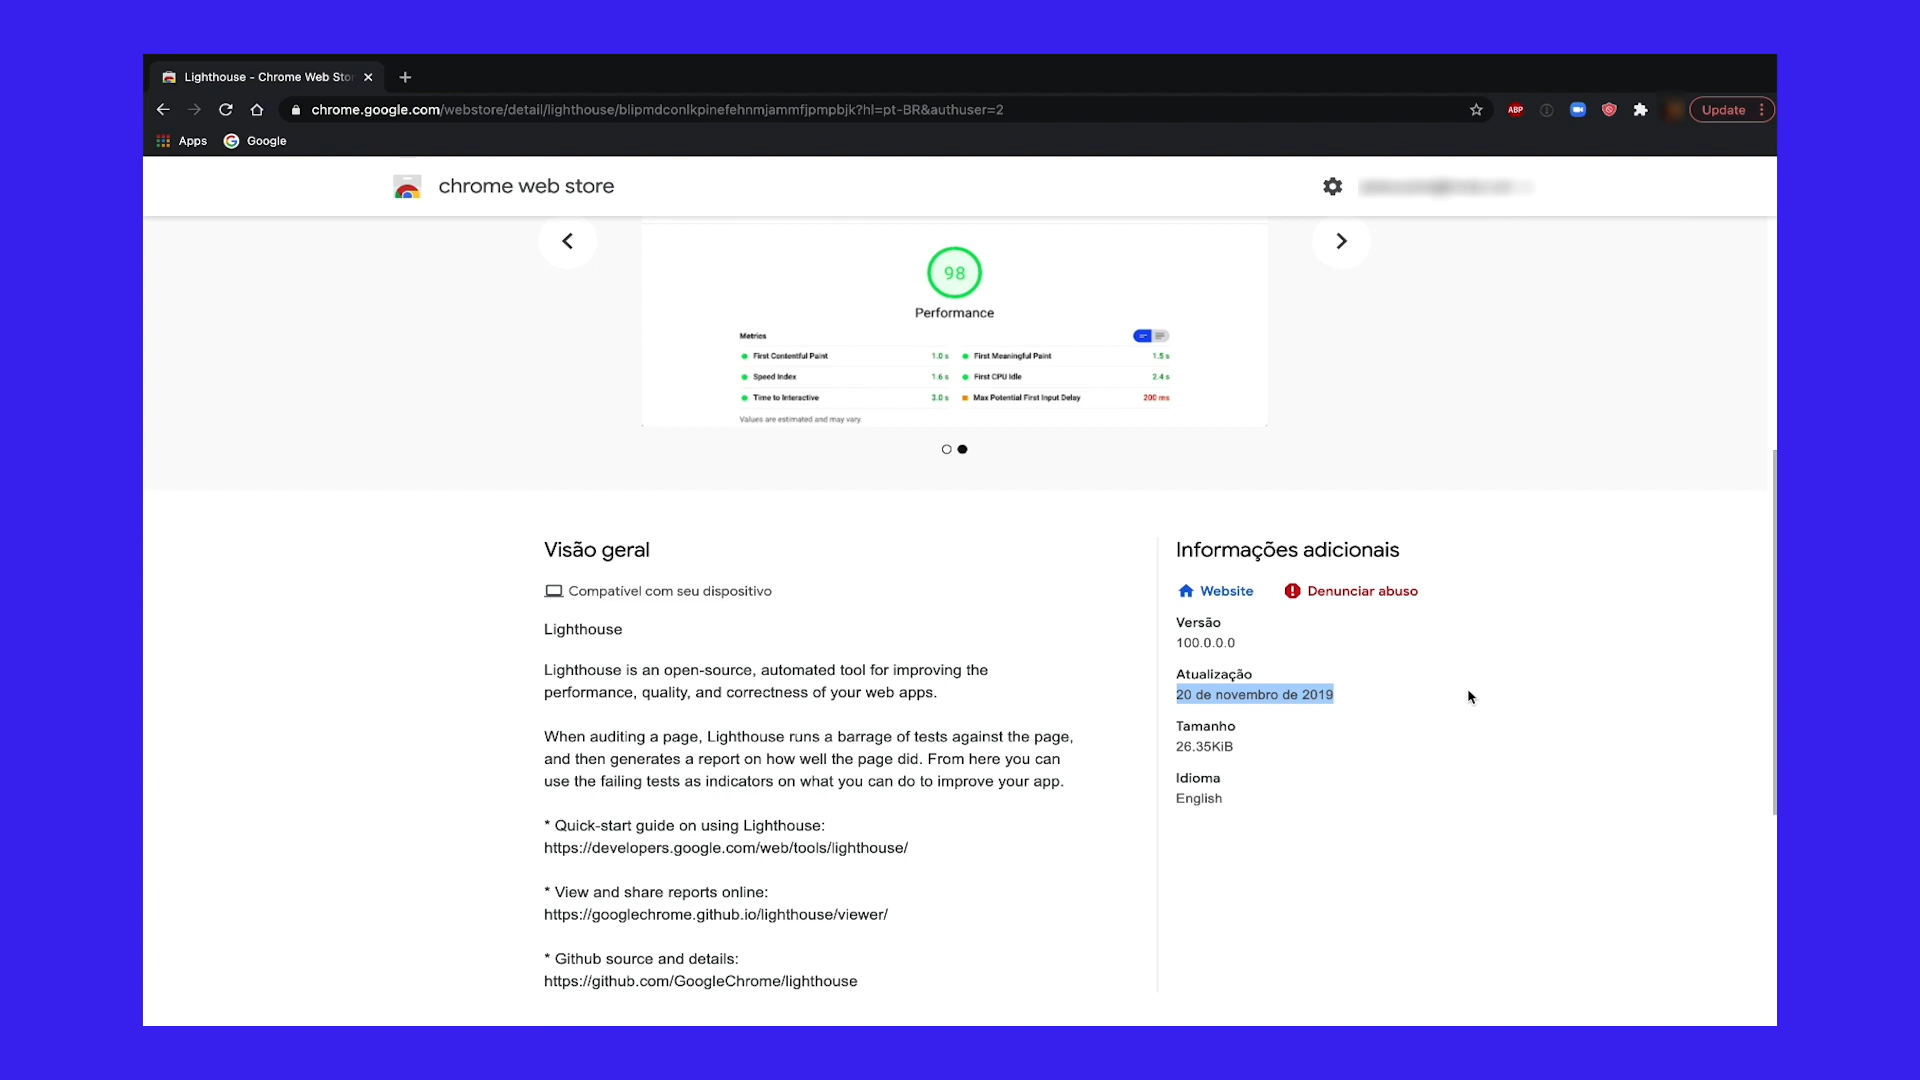 Lighthouse - Chrome Web Sto
chrome.google.com/webstore/detail/lighthouse/blipmdconlkpinefehnmjammfjpmpbjk?hl=pt-BR&authuser=2
ABP
Update
Apps
Google
chrome web store
98
Performance
Metrics
First Contentful Paint 1.0 s
First Meaningful Paint 1.5 s
Speed Index 1.6 s
First CPU Idle 2.4 s
Time to Interactive 3.0 s
Max Potential First Input Delay 200 ms
Values are estimated and may vary.
Visão geral
Compatível com seu dispositivo
Lighthouse
Lighthouse is an open-source, automated tool for improving the
performance, quality, and correctness of your web apps.
When auditing a page, Lighthouse runs a barrage of tests against the page,
and then generates a report on how well the page did. From here you can
use the failing tests as indicators on what you can do to improve your app.
* Quick-start guide on using Lighthouse:
https://developers.google.com/web/tools/lighthouse/
* View and share reports online:
https://googlechrome.github.io/lighthouse/viewer/
* Github source and details:
https://github.com/GoogleChrome/lighthouse
Informações adicionais
Website
Denunciar abuso
Versão
100.0.0.0
Atualização
20 de novembro de 2019
Tamanho
26.35KiB
Idioma
English